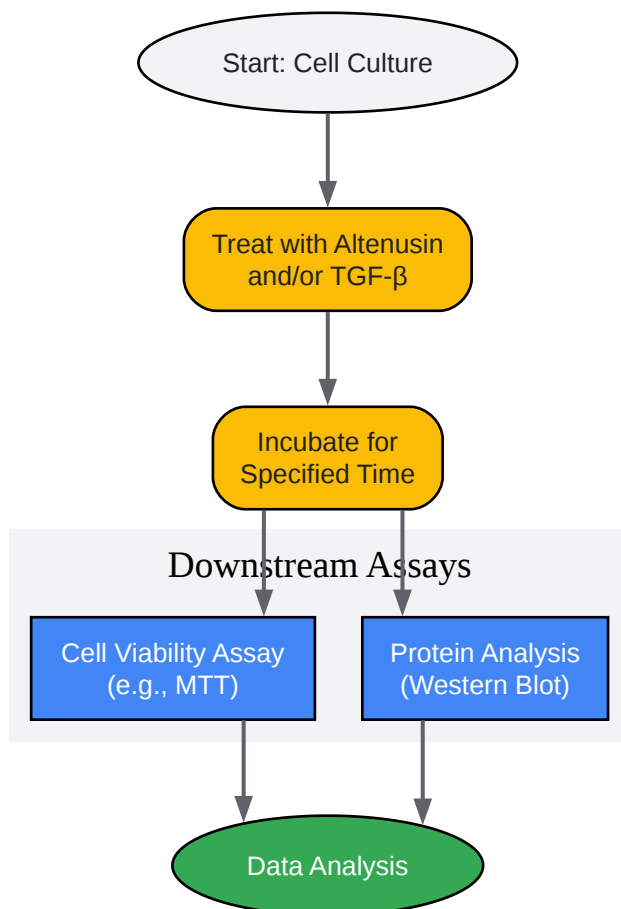 Start: Cell Culture
Treat with Altenusin
and/or TGF-β
Incubate for
Specified Time
Downstream Assays
Cell Viability Assay
(e.g., MTT)
Protein Analysis
(Western Blot)
Data Analysis